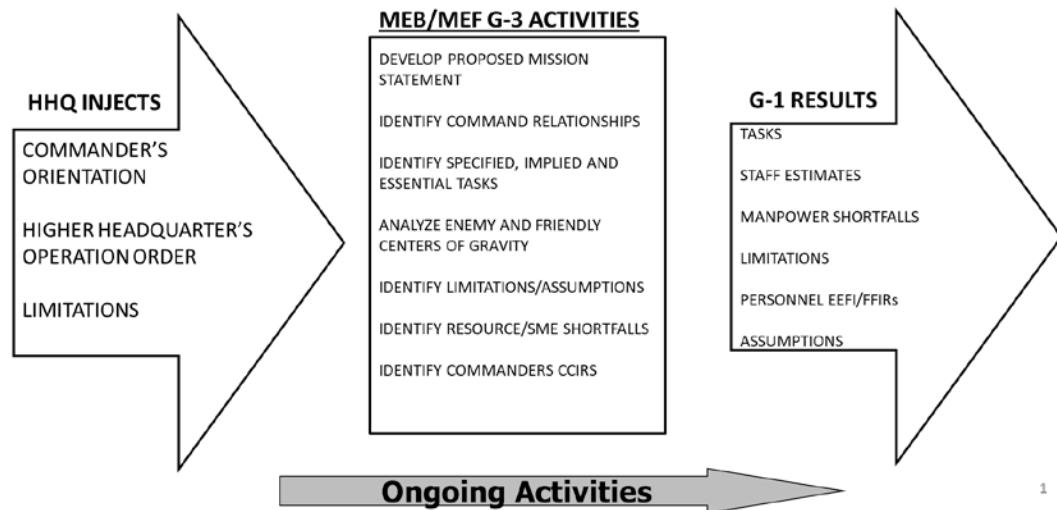 HHQ INJECTS
COMMANDER'S
ORIENTATION
HIGHER HEADQUARTER'S
OPERATION ORDER
LIMITATIONS
MEB/MEF G-3 ACTIVITIES
DEVELOP PROPOSED MISSION
STATEMENT
IDENTIFY COMMAND RELATIONSHIPS
IDENTIFY SPECIFIED, IMPLIED AND
ESSENTIAL TASKS
ANALYZE ENEMY AND FRIENDLY
CENTERS OF GRAVITY
IDENTIFY LIMITATIONS/ASSUMPTIONS
IDENTIFY RESOURCE/SME SHORTFALLS
IDENTIFY COMMANDERS CCIRS
G-1 RESULTS
TASKS
STAFF ESTIMATES
MANPOWER SHORTFALLS
LIMITATIONS
PERSONNEL EEFI/FFIRs
ASSUMPTIONS
Ongoing Activities
1